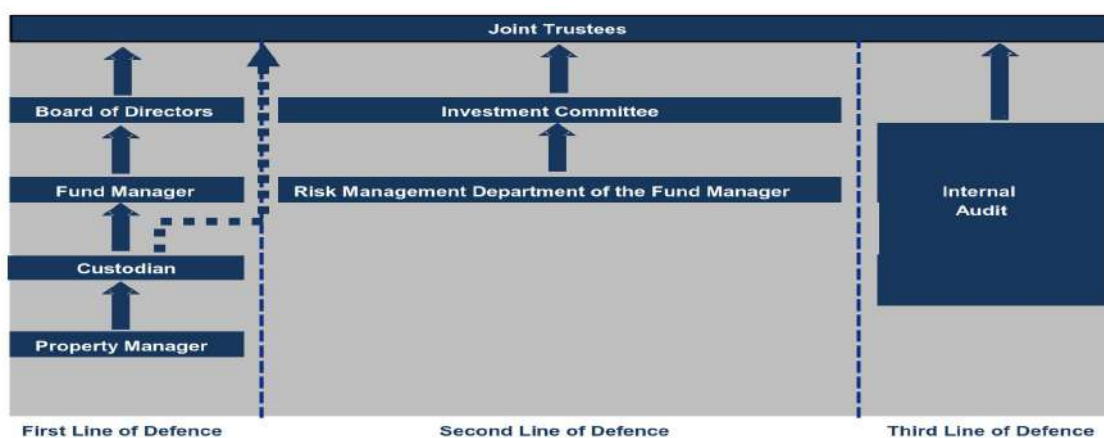 Joint Trustees
Board of Directors
Investment Committee
Fund Manager
Risk Management Department of the Fund Manager
Internal
Audit
Custodian
Property Manager
First Line of Defence
Second Line of Defence
Third Line of Defence